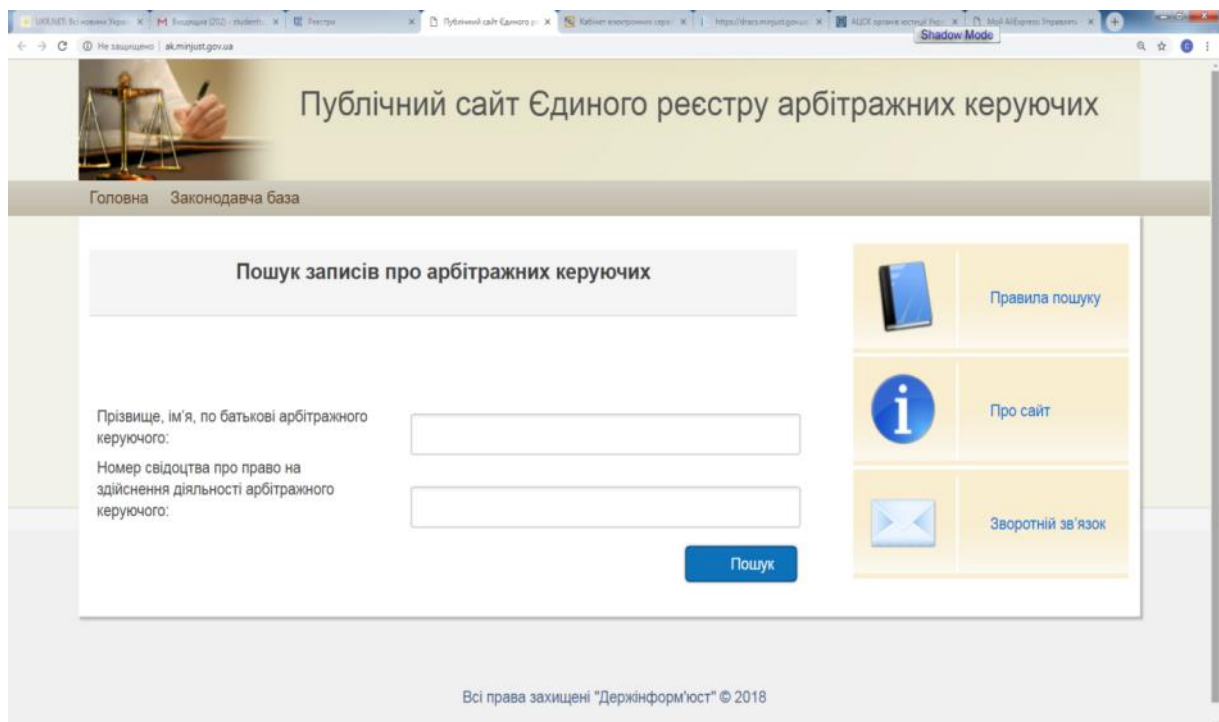 Shadow Mode
Не защищено | ak.minjust.gov.ua
Публічний сайт Єдиного реєстру арбітражних керуючих
Головна Законодавча база
Пошук записів про арбітражних керуючих
Правила пошуку
Прізвище, ім'я, по батькові арбітражного
керуючого:
Про сайт
Номер свідоцтва про право на
здійснення діяльності арбітражного
керуючого:
Зворотній зв'язок
Пошук
Всі права захищені "Держінформ'юст" © 2018